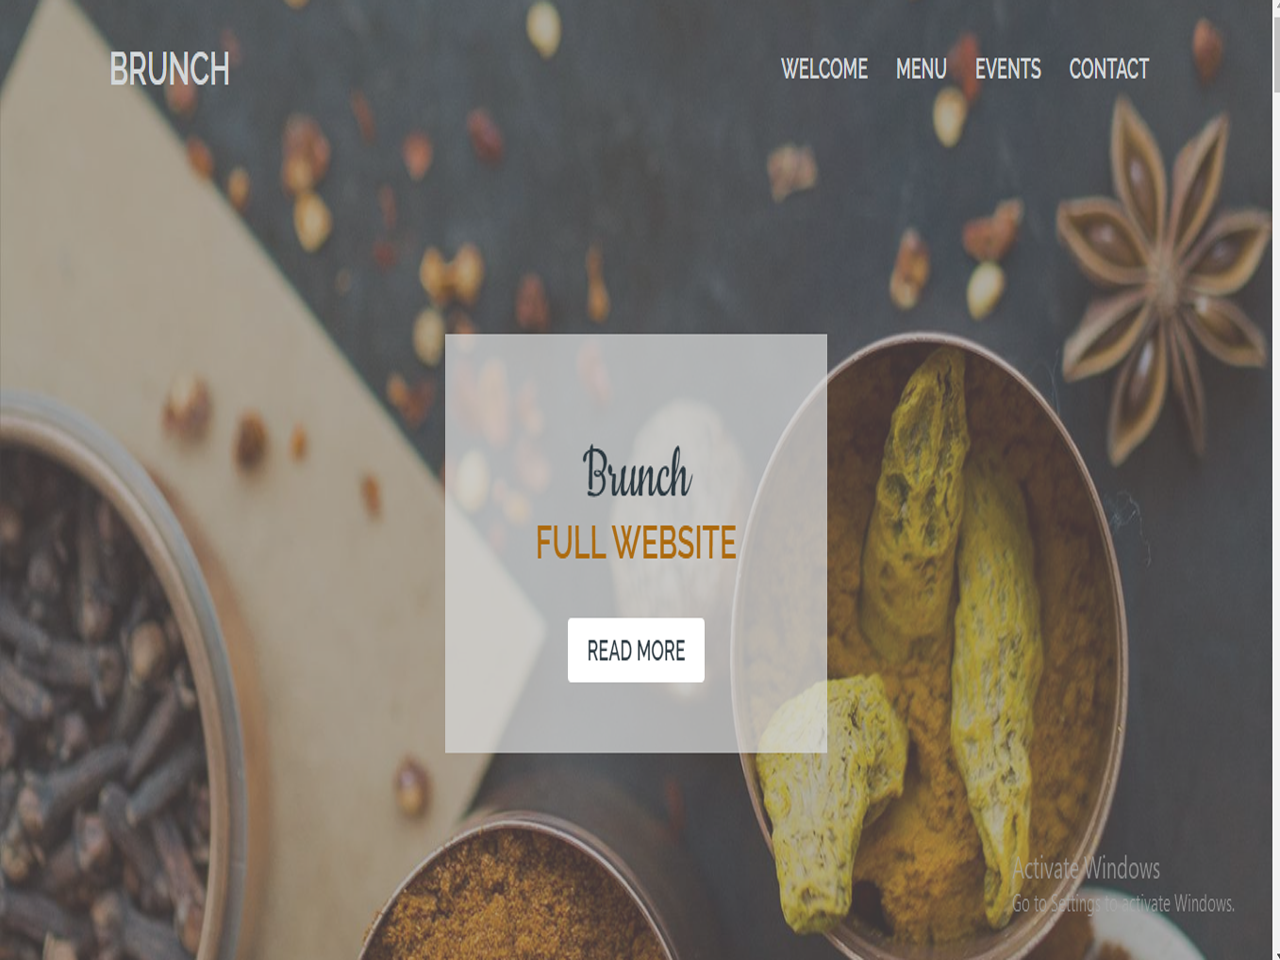 BRUNCH
WELCOME MENU EVENTS CONTACT
Brunch
FULL WEBSITE
READ MORE
Activate Windows
Go to Settings to activate Windows.